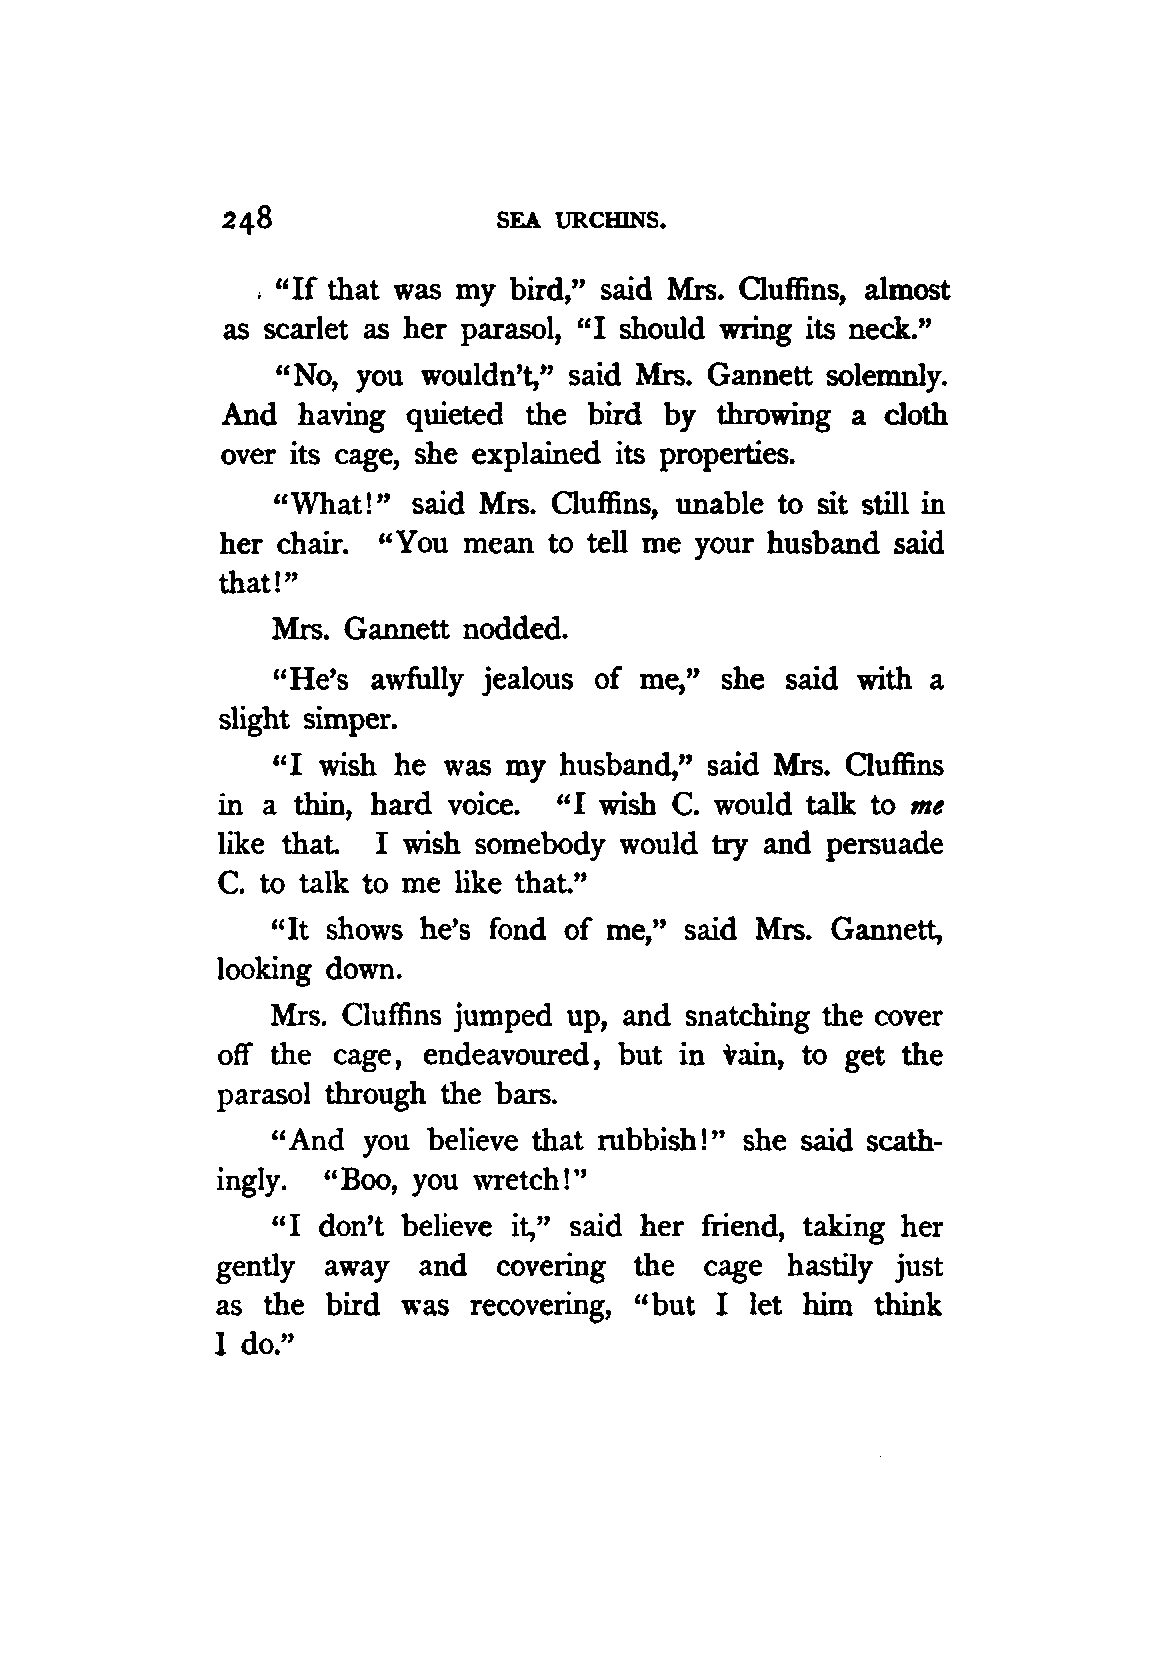 248 SEA URCHINS.
“If that was my bird,” said Mrs. Cluffins, almost
as scarlet as her parasol, “I should wring its neck.”
“No, you wouldn’t,” said Mrs. Gannett solemnly.
And having quieted the bird by throwing a cloth
over its cage, she explained its properties.
“What!” said Mrs. Cluffins, unable to sit still in
her chair. “You mean to tell me your husband said
that!”
Mrs. Gannett nodded.
“He’s awfully jealous of me,” she said with a
slight simper.
“I wish he was my husband,” said Mrs. Cluffins
in a thin, hard voice. “I wish C. would talk to me
like that. I wish somebody would try and persuade
C. to talk to me like that.”
“It shows he’s fond of me,” said Mrs. Gannett,
looking down.
Mrs. Cluffins jumped up, and snatching the cover
off the cage, endeavoured, but in vain, to get the
parasol through the bars.
“And you believe that rubbish!” she said scath-
ingly. “Boo, you wretch!”
“I don’t believe it,” said her friend, taking her
gently away and covering the cage hastily just
as the bird was recovering, “but I let him think
I do.”